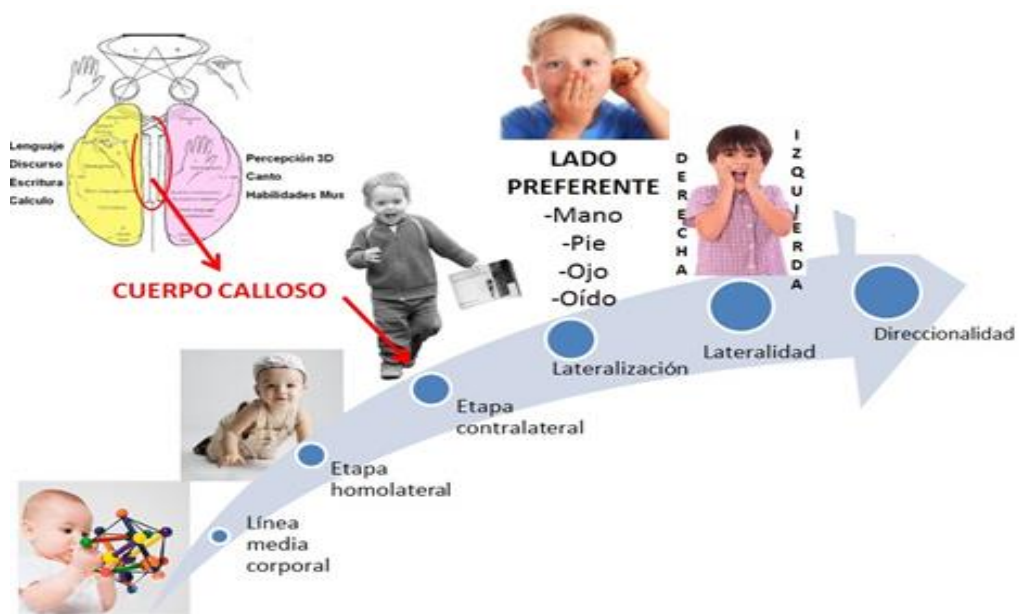 Lenguaje
Discurso
Escritura
Calculo
Percepción 3D
Canto
Habilidades Mus
CUERPO CALLOSO
LADO
PREFERENTE
-Mano
-Pie
-Ojo
-Oído
DERECHA
IZQUIERDA
Línea
media
corporal
Etapa
homolateral
Etapa
contralateral
Lateralización
Lateralidad
Direccionalidad